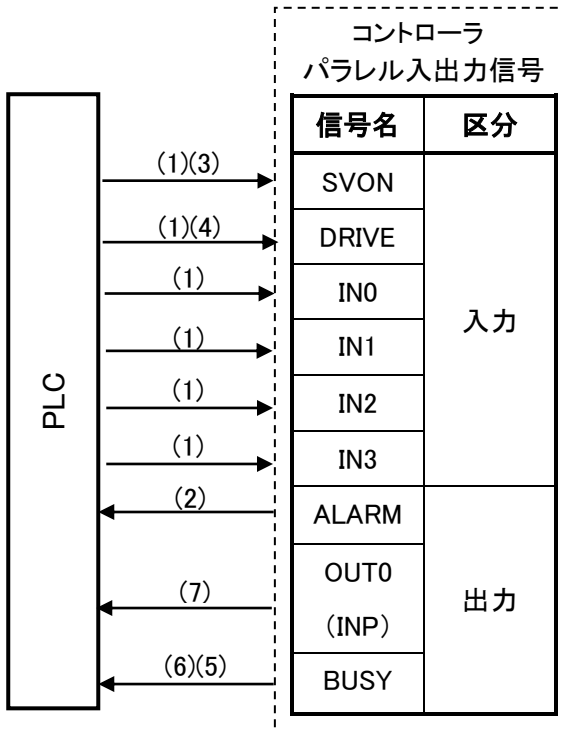 コントローラ
パラレル入出力信号
信号名 区分
(1)(3) SVON
(1)(4) DRIVE
(1) IN0
入力
(1) IN1
(1) IN2
(1) IN3
PLC
(2) ALARM
OUT0
(7)
(INP)
出力
(6)(5) BUSY